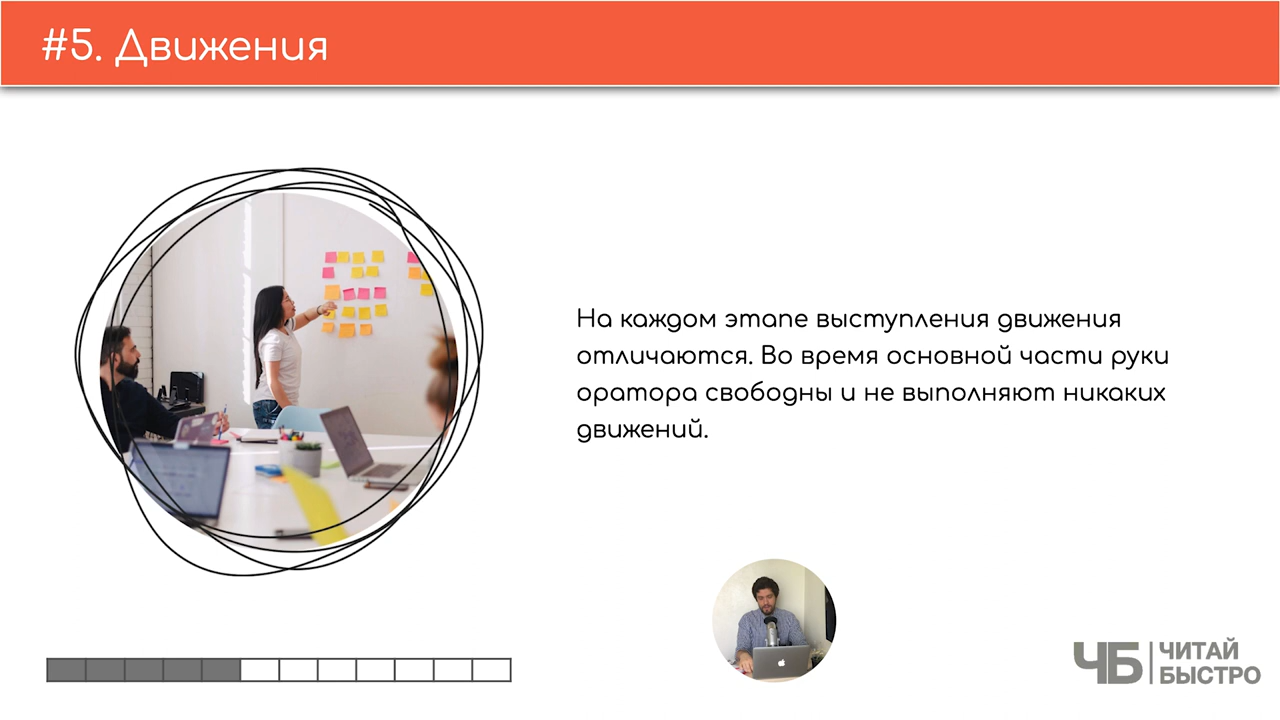 #5. Движения
На каждом этапе выступления движения
отличаются. Во время основной части руки
оратора свободны и не выполняют никаких
движений.
ЧБ
ЧИТАЙ
БЫСТРО